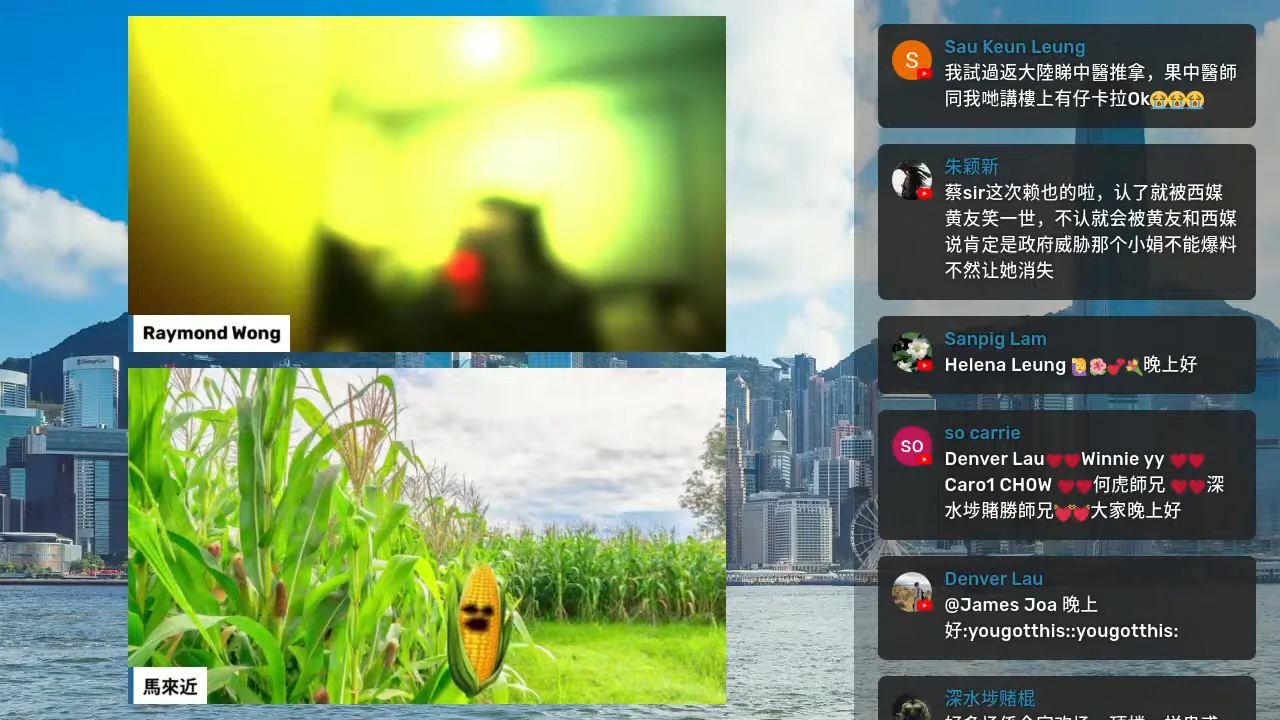 Raymond Wong
馬來近
Sau Keun Leung
我試過返大陸睇中醫推拿，果中醫師
同我哋講樓上有仔卡拉Ok😭😭😭
朱颖新
蔡sir这次赖也的啦，认了就被西媒
黄友笑一世，不认就会被黄友和西媒
说肯定是政府威胁那个小娟不能爆料
不然让她消失
Sanpig Lam
Helena Leung 🙋🌺💕💐晚上好
SO
so carrie
Denver Lau❤️❤️Winnie yy ❤️❤️
Caro1 CHOW ❤️❤️何虎師兄 ❤️❤️深
水埗賭勝師兄💓💓大家晚上好
Denver Lau
@James Joa 晚上
好:yougotthis::yougotthis:
深水埗赌棍